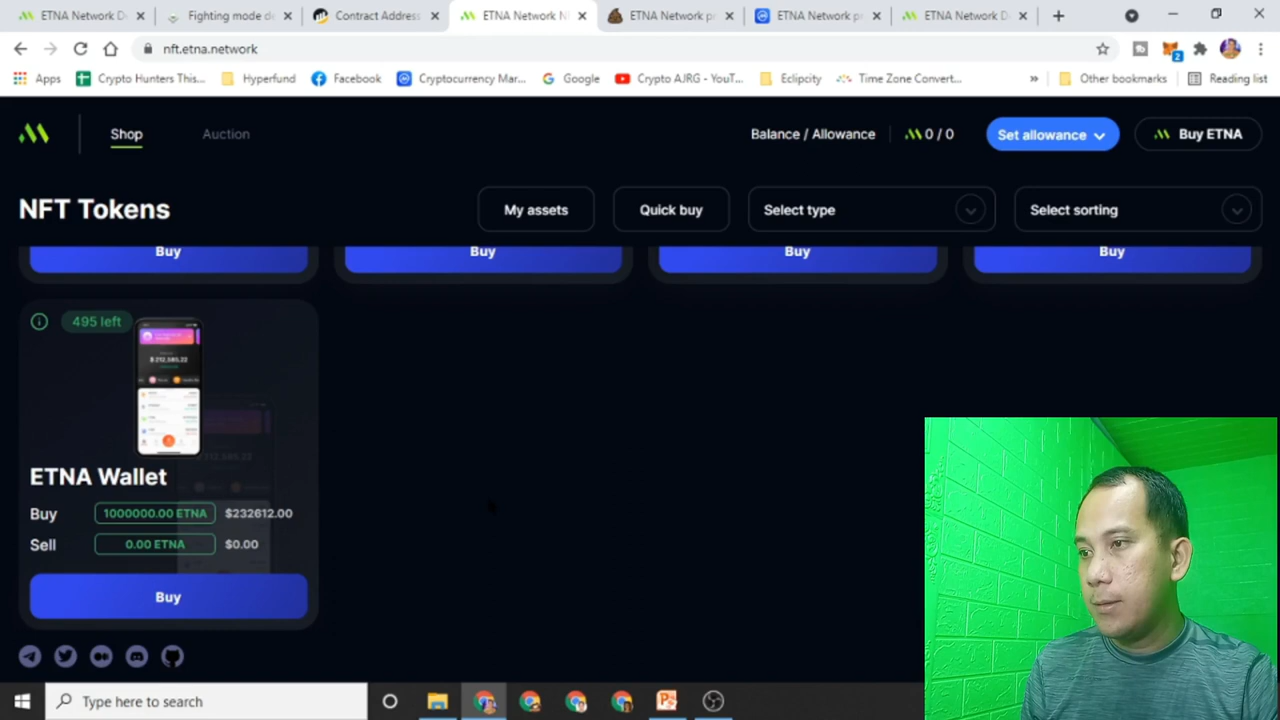 ETNA Network D
Fighting mode d
Contract Address
ETNA Network N
ETNA Network p
ETNA Network p
ETNA Network D
nft.etna.network
2
Apps
Crypto Hunters This...
Hyperfund
Facebook
Cryptocurrency Mar...
Google
Crypto AJRG - YouT...
Eclipcity
Time Zone Convert...
»
Other bookmarks
Reading list
Shop
Auction
Balance / Allowance
0 / 0
Set allowance
Buy ETNA
NFT Tokens
My assets
Quick buy
Select type
Select sorting
Buy
Buy
Buy
Buy
495 left
ETNA Wallet
Buy 1000000.00 ETNA $232612.00
Sell 0.00 ETNA $0.00
Buy
Type here to search